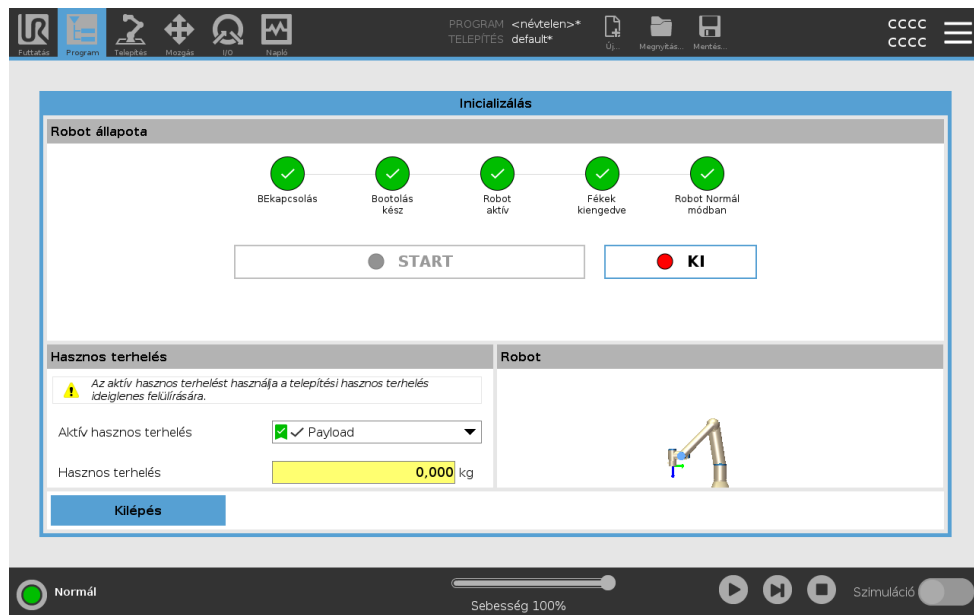 PROGRAM <névtelen>*
TELEPÍTÉS default*
Futtatás Program Telepítés Mozgás I/O Napló Új... Megnyitás... Mentés...
cccc
cccc
Inicializálás
Robot állapota
BEkapcsolás
Bootolás
kész
Robot
aktív
Fékek
kiengedve
Robot Normál
módban
START
KI
Hasznos terhelés
Robot
Az aktív hasznos terhelést használja a telepítési hasznos terhelés
ideiglenes felülírására.
Aktív hasznos terhelés
Payload
Hasznos terhelés
0,000 kg
Kilépés
Normál
Sebesség 100%
Szimuláció